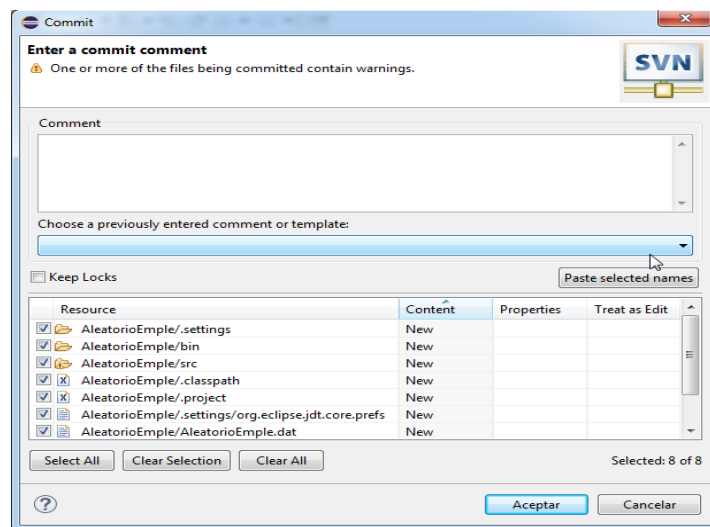 Commit
Enter a commit comment
One or more of the files being committed contain warnings.
SVN
Comment
Choose a previously entered comment or template:
Keep Locks
Paste selected names
Resource Content Properties Treat as Edit
AleatorioEmple/.settings New
AleatorioEmple/bin New
AleatorioEmple/src New
AleatorioEmple/.classpath New
AleatorioEmple/.project New
AleatorioEmple/.settings/org.eclipse.jdt.core.prefs New
AleatorioEmple/AleatorioEmple.dat New
Select All Clear Selection Clear All Selected: 8 of 8
Aceptar Cancelar